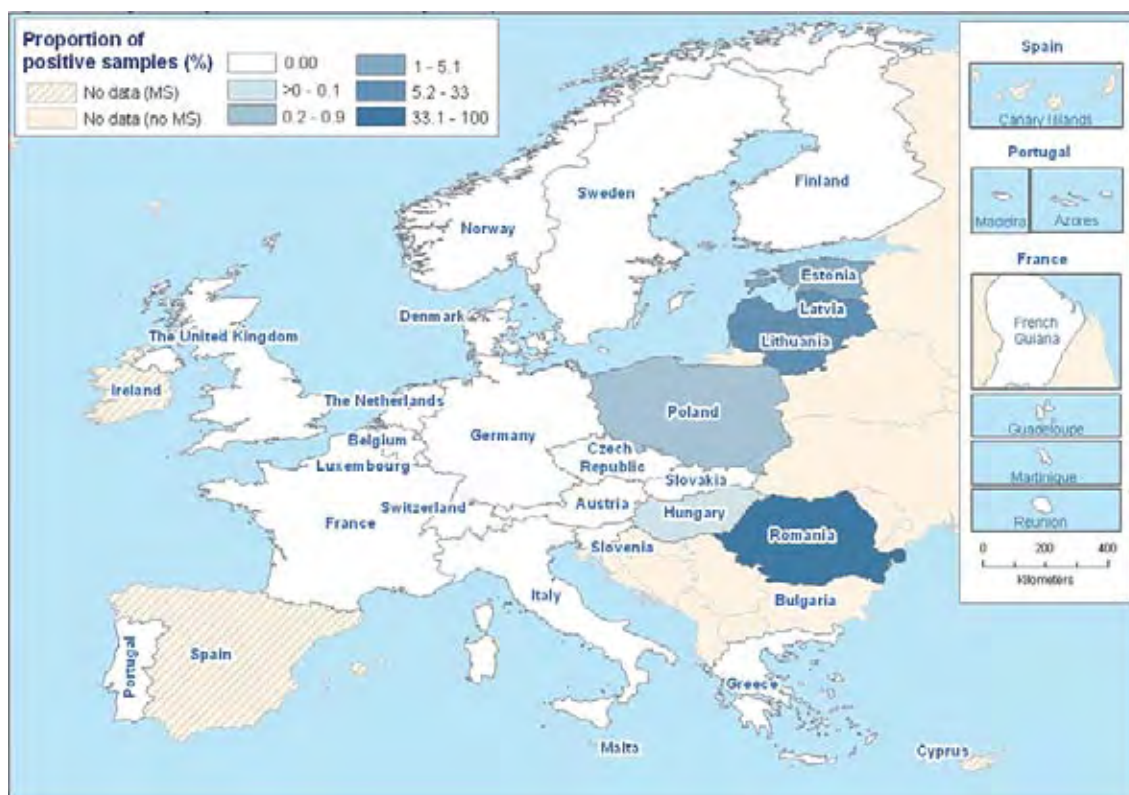 Proportion of
positive samples (%)
No data (MS)
No data (no MS)
0.00
>0 - 0.1
0.2 - 0.9
1 - 5.1
5.2 - 33
33.1 - 100
Spain
Canary Islands
Portugal
Madeira
Azores
France
French
Guiana
Guadeloupe
Martinique
Reunion
0 200 400
Kilometers
Finland
Sweden
Norway
Estonia
Denmark
Latvia
The United Kingdom
Lithuania
Ireland
The Netherlands
Poland
Belgium
Germany
Czech
Republic
Luxembourg
Slovakia
Switzerland
Austria
Hungary
France
Romania
Slovenia
Italy
Bulgaria
Portugal
Spain
Greece
Malta
Cyprus